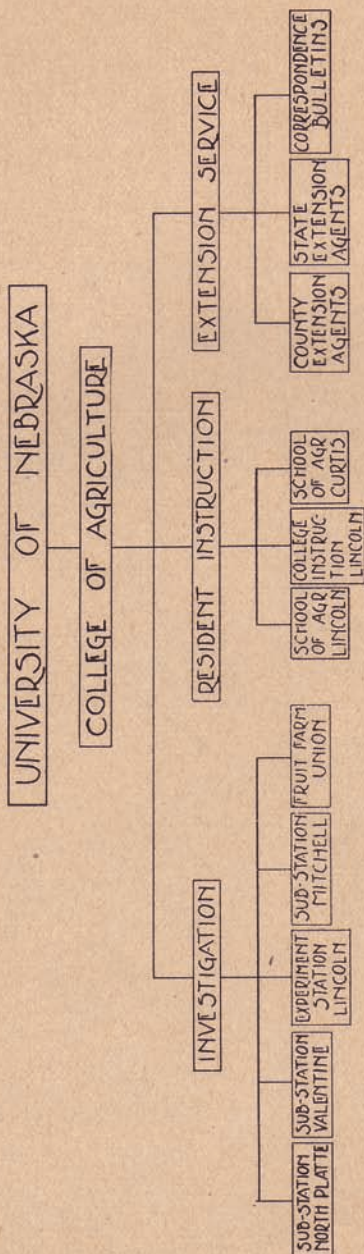 UNIVERSITY OF NEBRASKA
COLLEGE OF AGRICULTURE
INVESTIGATION
RESIDENT INSTRUCTION
EXTENSION SERVICE
SUB-STATION
NORTH PLATTE
SUB-STATION
VALENTINE
EXPERIMENT
STATION
LINCOLN
SUB-STATION
MITCHELL
FRUIT FARM
UNION
SCHOOL
OF AGR
LINCOLN
COLLEGE
INSTRUC-
TION
LINCOLN
SCHOOL
OF AGR
CURTIS
COUNTY
EXTENSION
AGENTS
STATE
EXTENSION
AGENTS
CORRESPONDENCE
BULLETINS